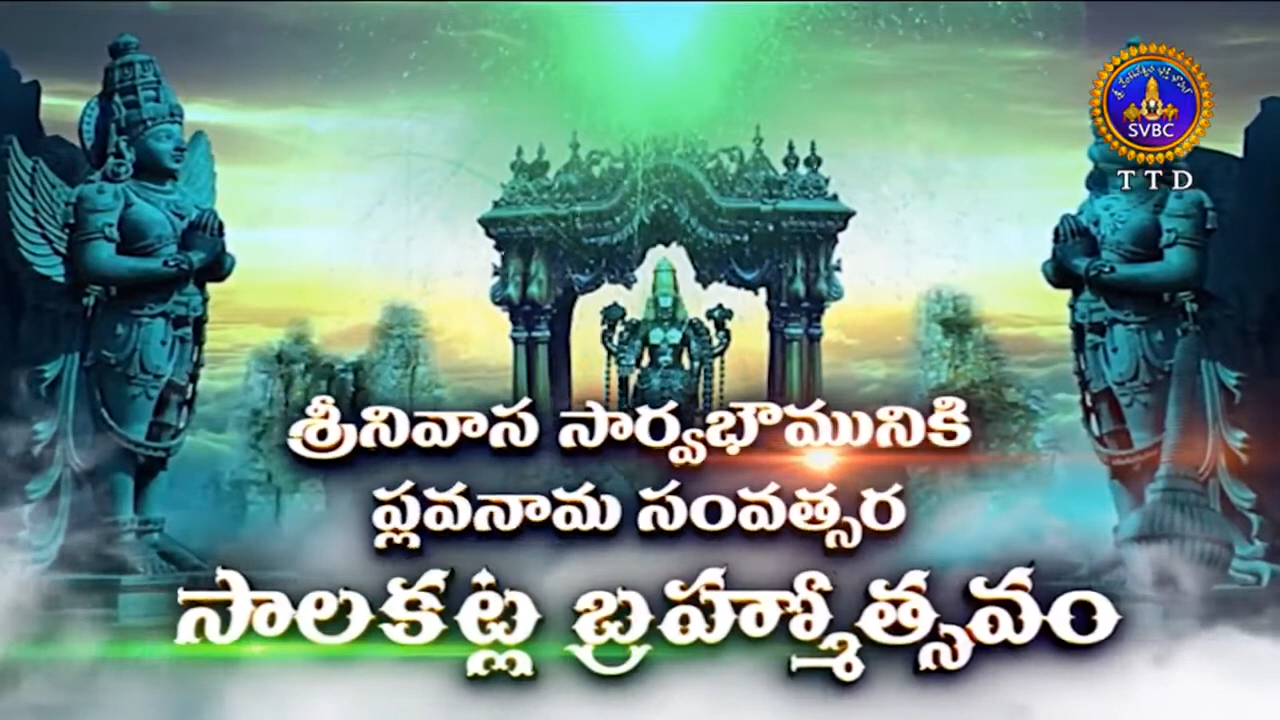 SVBC
TTD
శ్రీనివాస సార్వభౌమునికి
ప్లవనామ సంవత్సర
సాలకట్ల బ్రహ్మోత్సవం